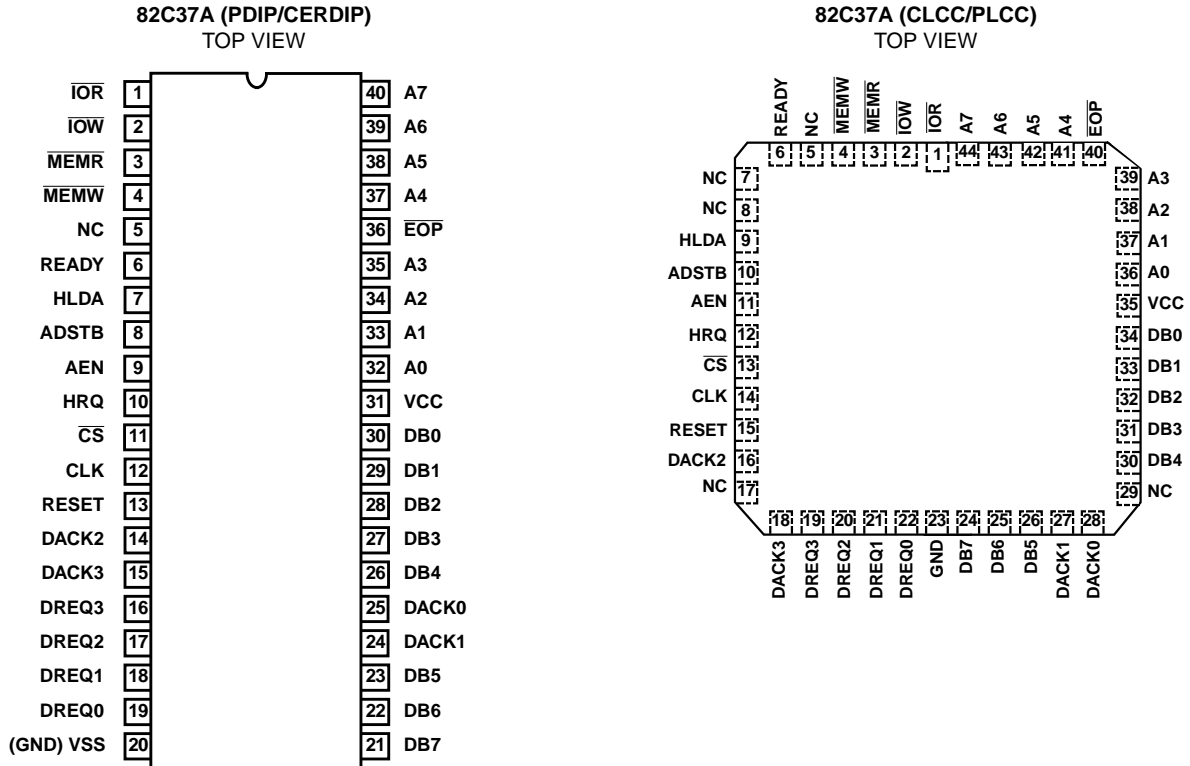 82C37A (PDIP/CERDIP)
TOP VIEW
IOR 1 40 A7
IOW 2 39 A6
MEMR 3 38 A5
MEMW 4 37 A4
NC 5 36 EOP
READY 6 35 A3
HLDA 7 34 A2
ADSTB 8 33 A1
AEN 9 32 A0
HRQ 10 31 VCC
CS 11 30 DB0
CLK 12 29 DB1
RESET 13 28 DB2
DACK2 14 27 DB3
DACK3 15 26 DB4
DREQ3 16 25 DACK0
DREQ2 17 24 DACK1
DREQ1 18 23 DB5
DREQ0 19 22 DB6
(GND) VSS 20 21 DB7
82C37A (CLCC/PLCC)
TOP VIEW
READY NC MEMW MEMR IOW IOR A7 A6 A5 A4 EOP
6 5 4 3 2 1 44 43 42 41 40
NC 7 39 A3
NC 8 38 A2
HLDA 9 37 A1
ADSTB 10 36 A0
AEN 11 35 VCC
HRQ 12 34 DB0
CS 13 33 DB1
CLK 14 32 DB2
RESET 15 31 DB3
DACK2 16 30 DB4
NC 17 29 NC
18 19 20 21 22 23 24 25 26 27 28
DACK3 DREQ3 DREQ2 DREQ1 DREQ0 GND DB7 DB6 DB5 DACK1 DACK0